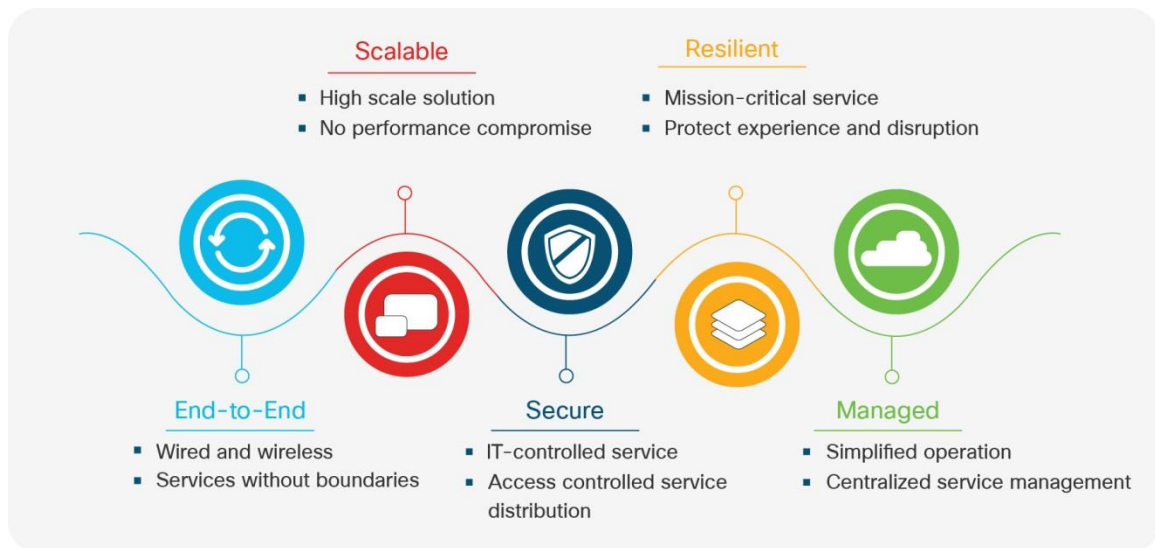 Scalable
High scale solution
No performance compromise
Resilient
Mission-critical service
Protect experience and disruption
End-to-End
Wired and wireless
Services without boundaries
Secure
IT-controlled service
Access controlled service
distribution
Managed
Simplified operation
Centralized service management